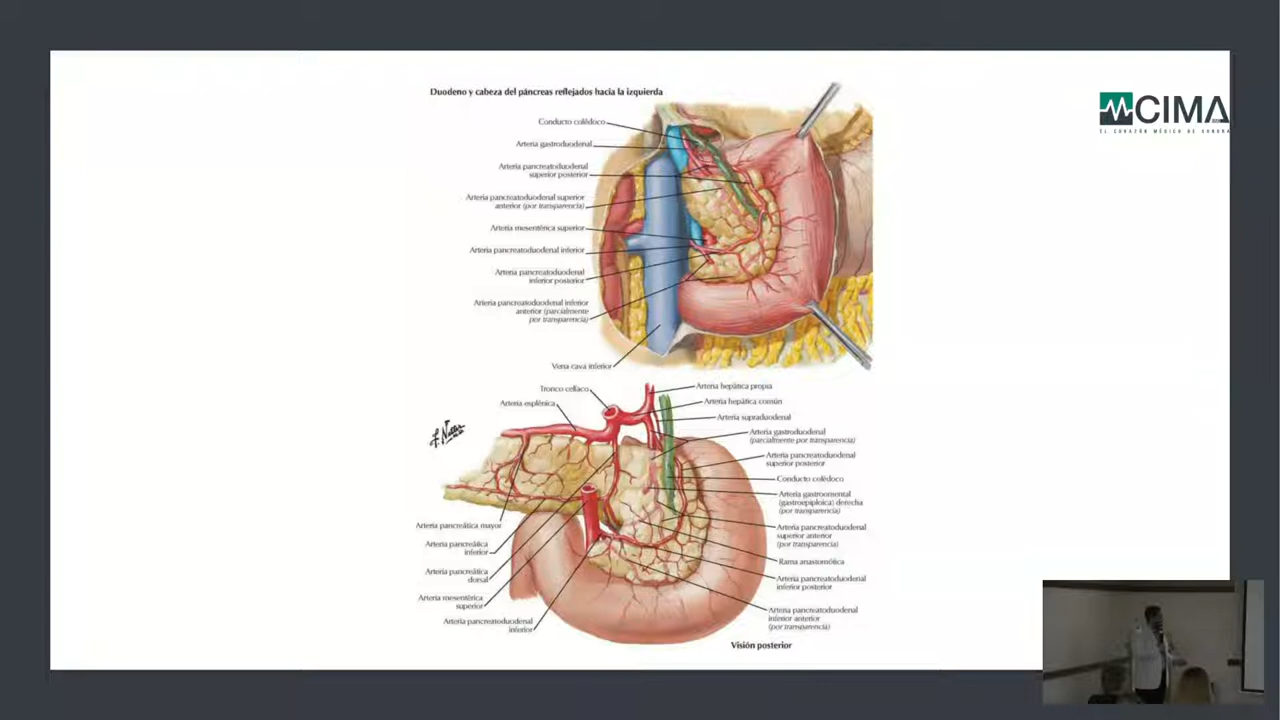 Duodeno y cabeza del páncreas reflejados hacia la izquierda
CIMA
EL CORAZÓN MÉDICO DE SONORA
Conducto colédoco
Arteria gastroduodenal
Arteria pancreatoduodenal
superior posterior
Arteria pancreatoduodenal superior
anterior (por transparencia)
Arteria mesentérica superior
Arteria pancreatoduodenal inferior
Arteria pancreatoduodenal
inferior posterior
Arteria pancreatoduodenal inferior
anterior (parcialmente
por transparencia)
Vena cava inferior
Tronco celíaco
Arteria esplénica
F. Netter
Arteria pancreática mayor
Arteria pancreática
inferior
Arteria pancreática
dorsal
Arteria mesentérica
superior
Arteria pancreatoduodenal
inferior
Arteria hepática propia
Arteria hepática común
Arteria supraduodenal
Arteria gastroduodenal
(parcialmente por transparencia)
Arteria pancreatoduodenal
superior posterior
Conducto colédoco
Arteria gastroomental
(gastroepiploica) derecha
(por transparencia)
Arteria pancreatoduodenal
superior anterior
(por transparencia)
Rama anastomótica
Arteria pancreatoduodenal
inferior posterior
Arteria pancreatoduodenal
inferior anterior
(por transparencia)
Visión posterior